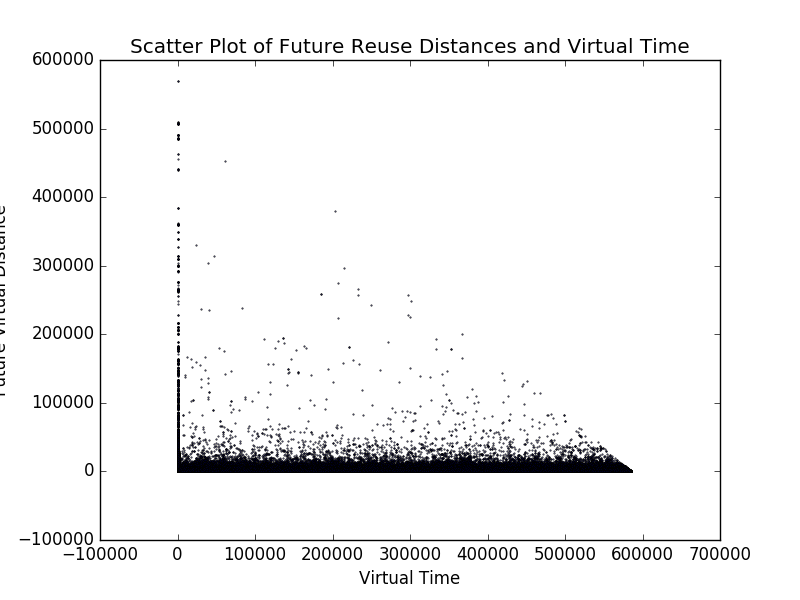 Scatter Plot of Future Reuse Distances and Virtual Time
600000
500000
400000
300000
200000
100000
0
−100000
−100000 0 100000 200000 300000 400000 500000 600000 700000
Virtual Time
Future Virtual Distance